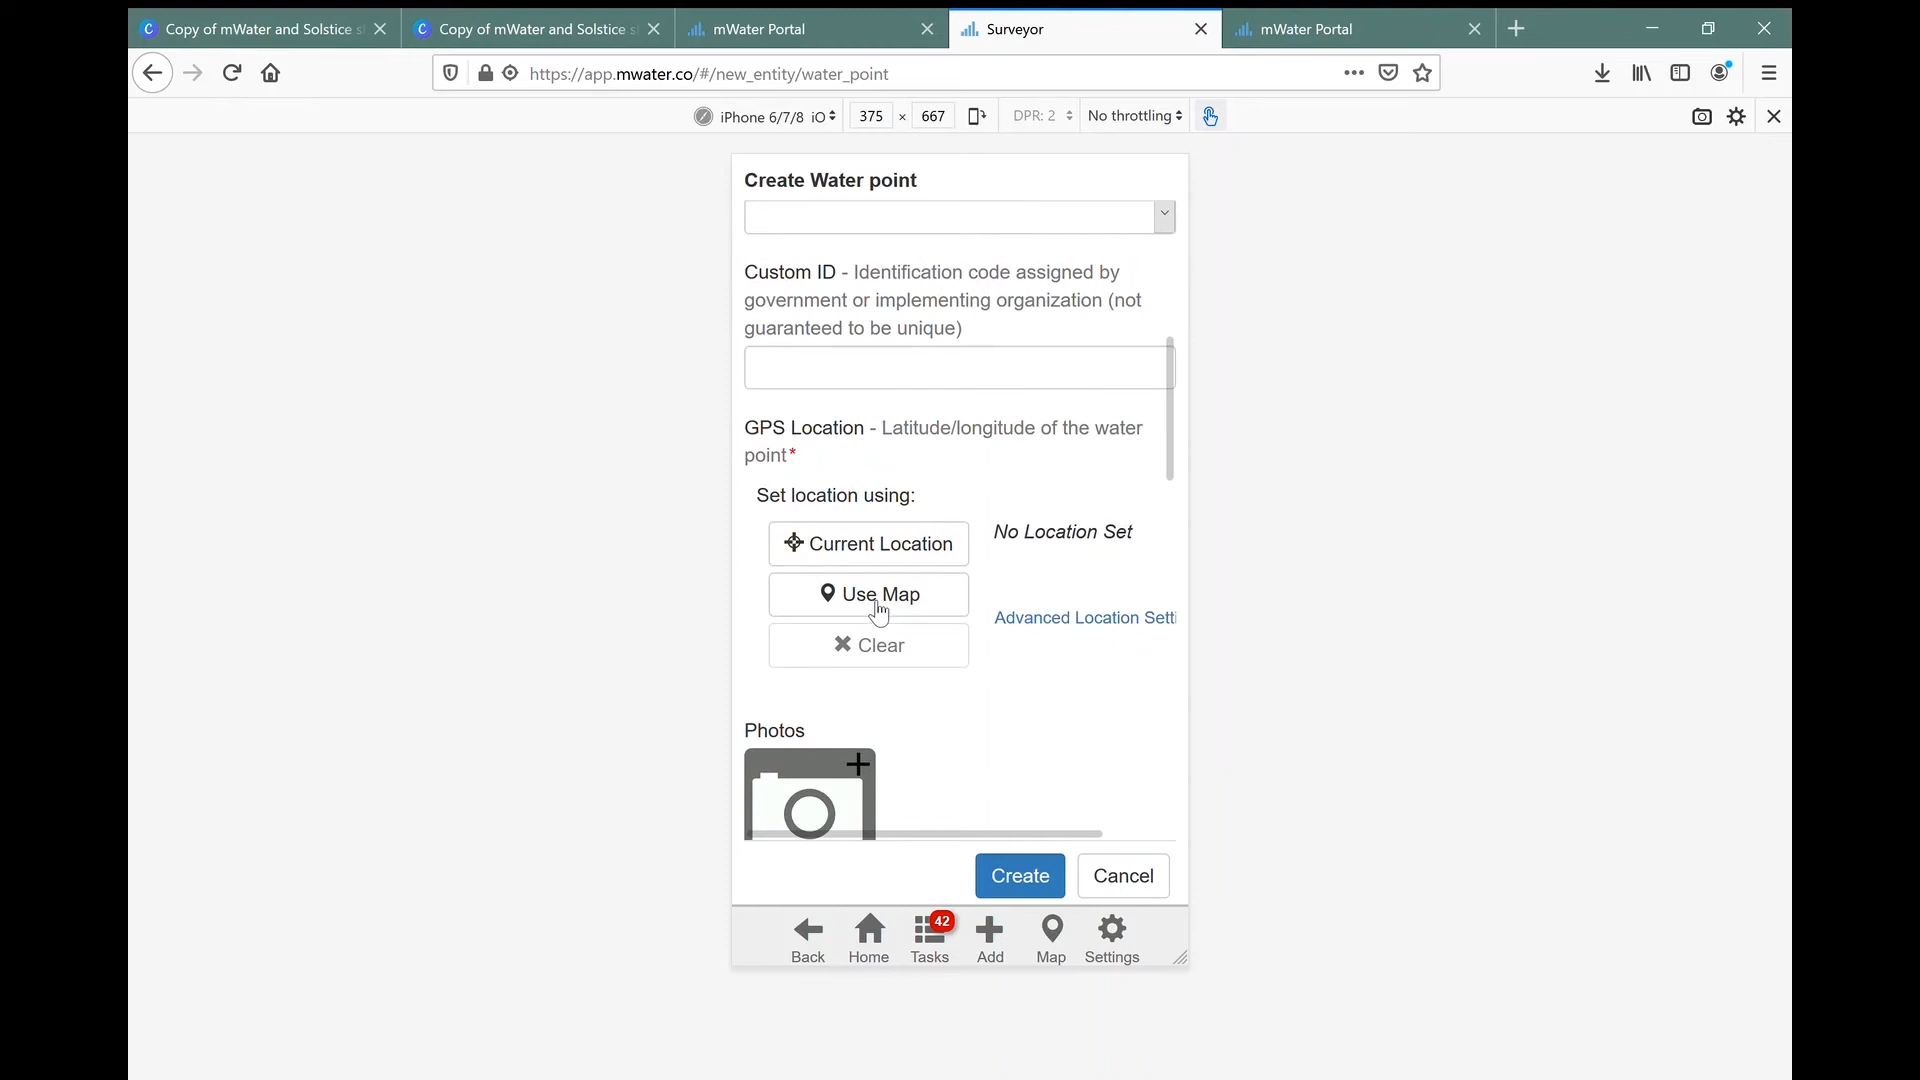 Copy of mWater and Solstice s
Copy of mWater and Solstice s
mWater Portal
Surveyor
mWater Portal
https://app.mwater.co/#/new_entity/water_point
iPhone 6/7/8 iO
375 × 667
DPR: 2
No throttling
Create Water point
Custom ID - Identification code assigned by
government or implementing organization (not
guaranteed to be unique)
GPS Location - Latitude/longitude of the water
point*
Set location using:
Current Location
No Location Set
Use Map
Advanced Location Setti
Clear
Photos
Create
Cancel
42
Back
Home
Tasks
Add
Map
Settings